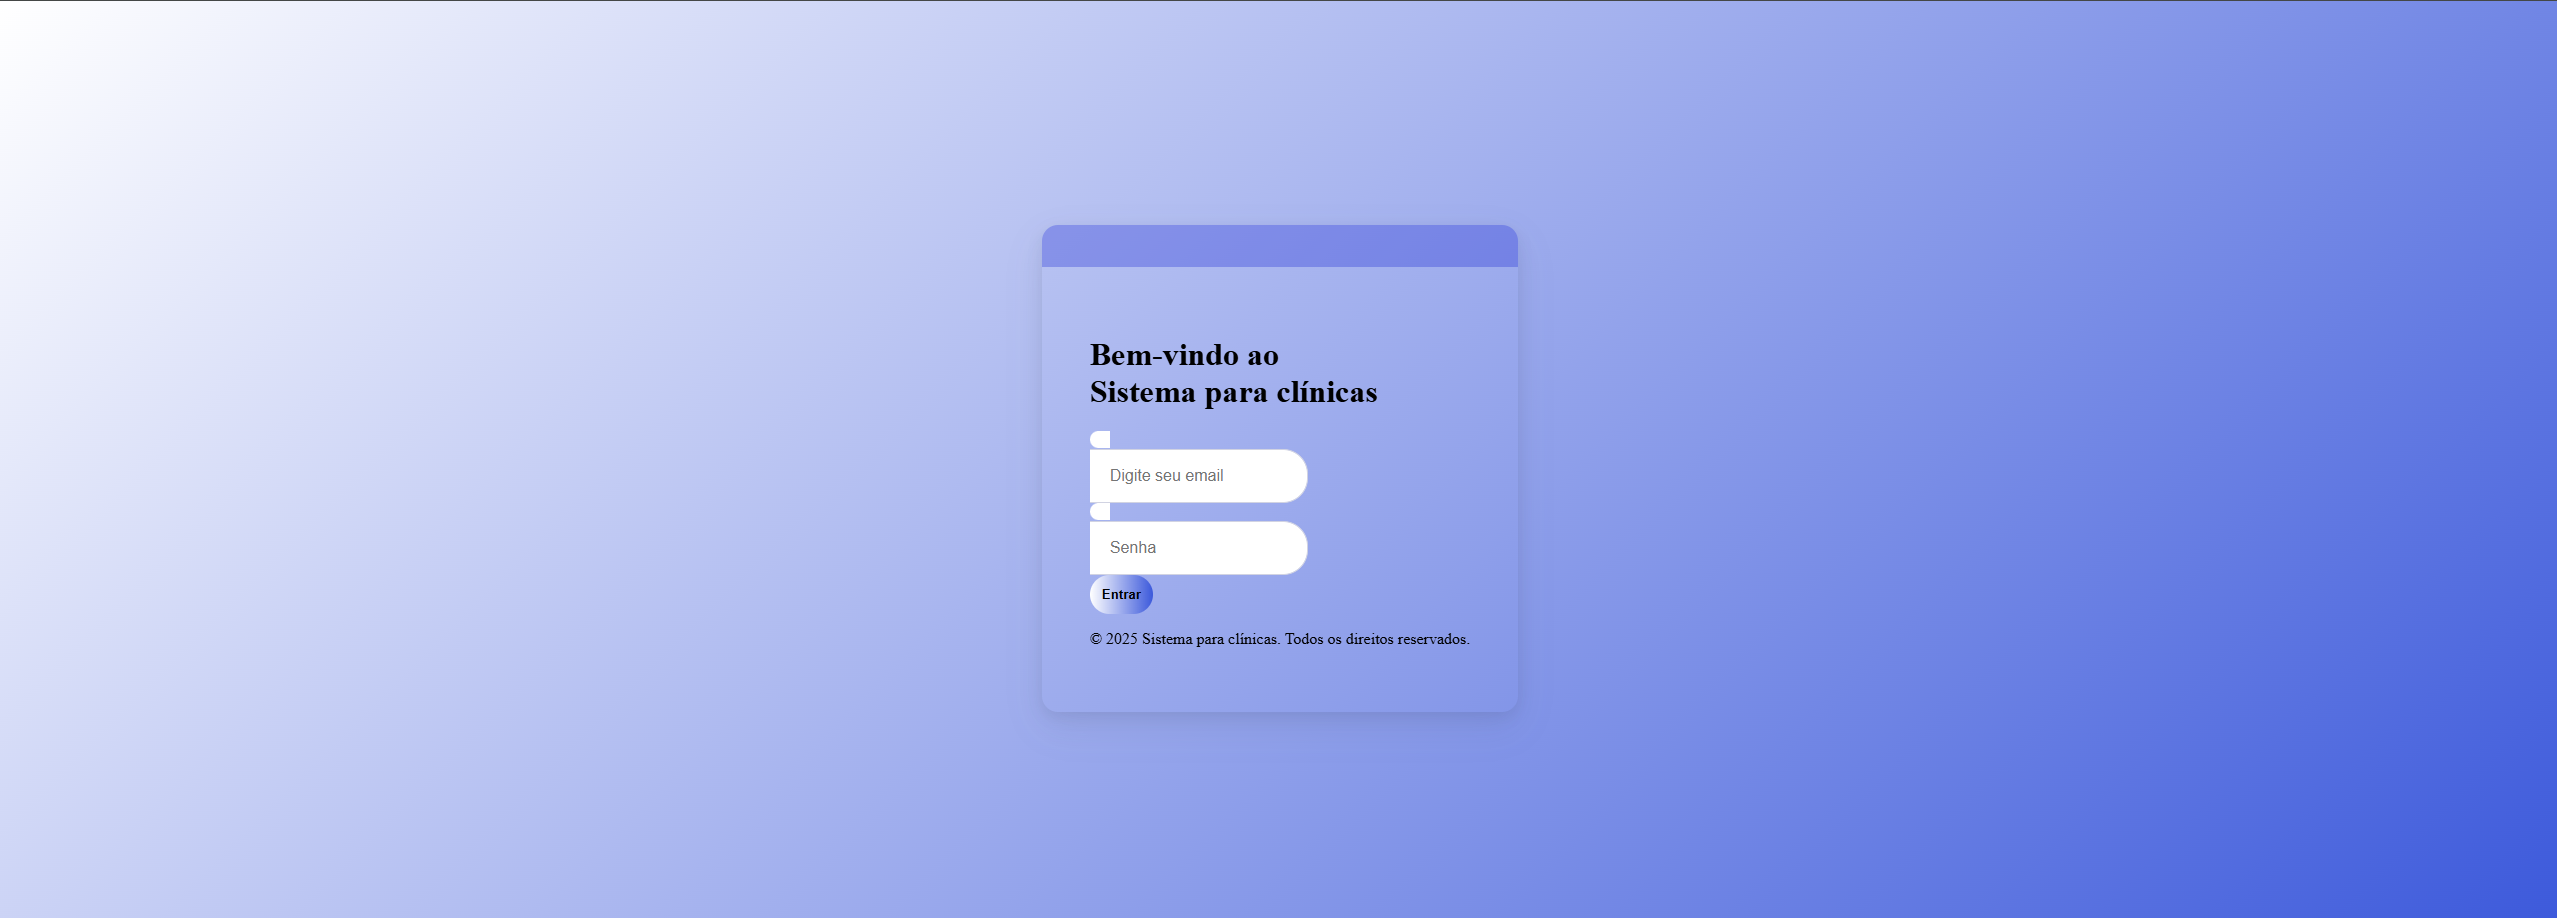 Bem-vindo ao
Sistema para clínicas
Digite seu email
Senha
Entrar
© 2025 Sistema para clínicas. Todos os direitos reservados.